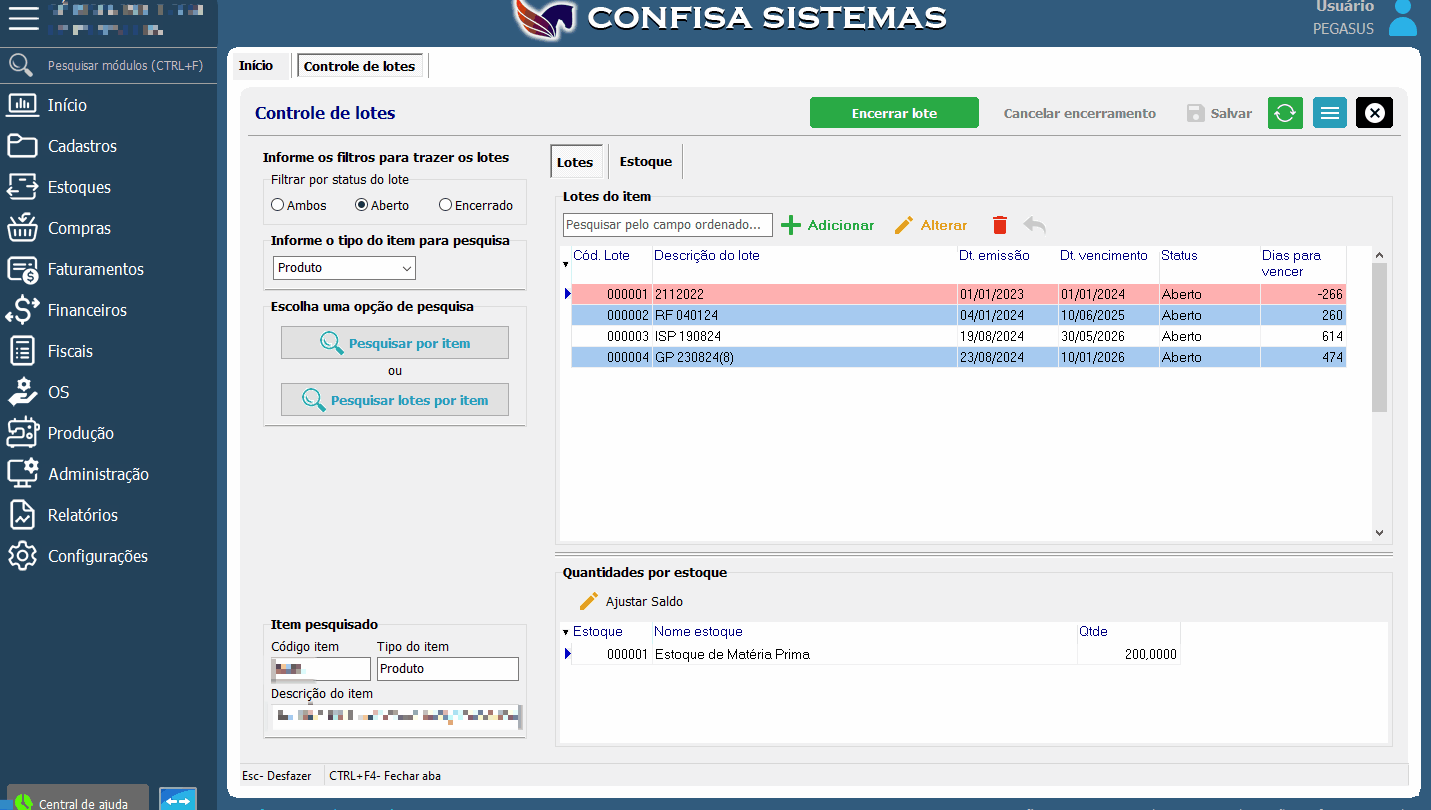 CONFISA SISTEMAS
Usuário
PEGASUS
Pesquisar módulos (CTRL+F)
Início
Cadastros
Estoques
Compras
Faturamentos
Financeiros
Fiscais
OS
Produção
Administração
Relatórios
Configurações
Central de ajuda
Início
Controle de lotes
Controle de lotes
Encerrar lote
Cancelar encerramento
Salvar
Informe os filtros para trazer os lotes
Filtrar por status do lote
Ambos Aberto Encerrado
Informe o tipo do item para pesquisa
Produto
Escolha uma opção de pesquisa
Pesquisar por item
ou
Pesquisar lotes por item
Item pesquisado
Código item Tipo do item
Produto
Descrição do item
Lotes Estoque
Lotes do item
Pesquisar pelo campo ordenado... Adicionar Alterar
Cód. Lote Descrição do lote Dt. emissão Dt. vencimento Status Dias para vencer
000001 2112022 01/01/2023 01/01/2024 Aberto -266
000002 RF 040124 04/01/2024 10/06/2025 Aberto 260
000003 ISP 190824 19/08/2024 30/05/2026 Aberto 614
000004 GP 230824(8) 23/08/2024 10/01/2026 Aberto 474
Quantidades por estoque
Ajustar Saldo
Estoque Nome estoque Qtde
000001 Estoque de Matéria Prima 200,0000
Esc- Desfazer CTRL+F4- Fechar aba